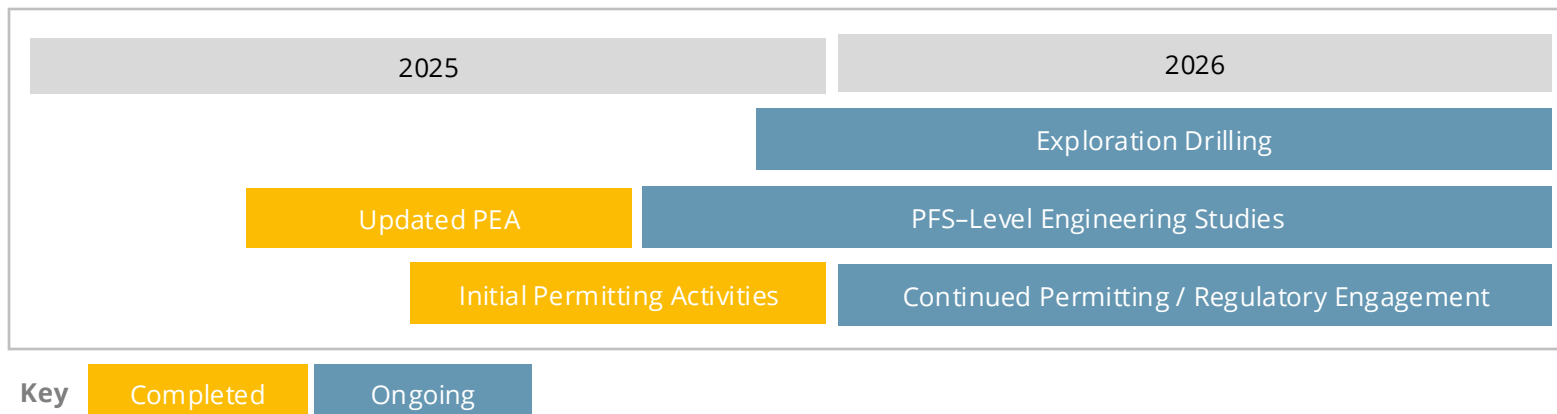 2025
2026
Exploration Drilling
Updated PEA
PFS–Level Engineering Studies
Initial Permitting Activities
Continued Permitting / Regulatory Engagement
Key
Completed
Ongoing